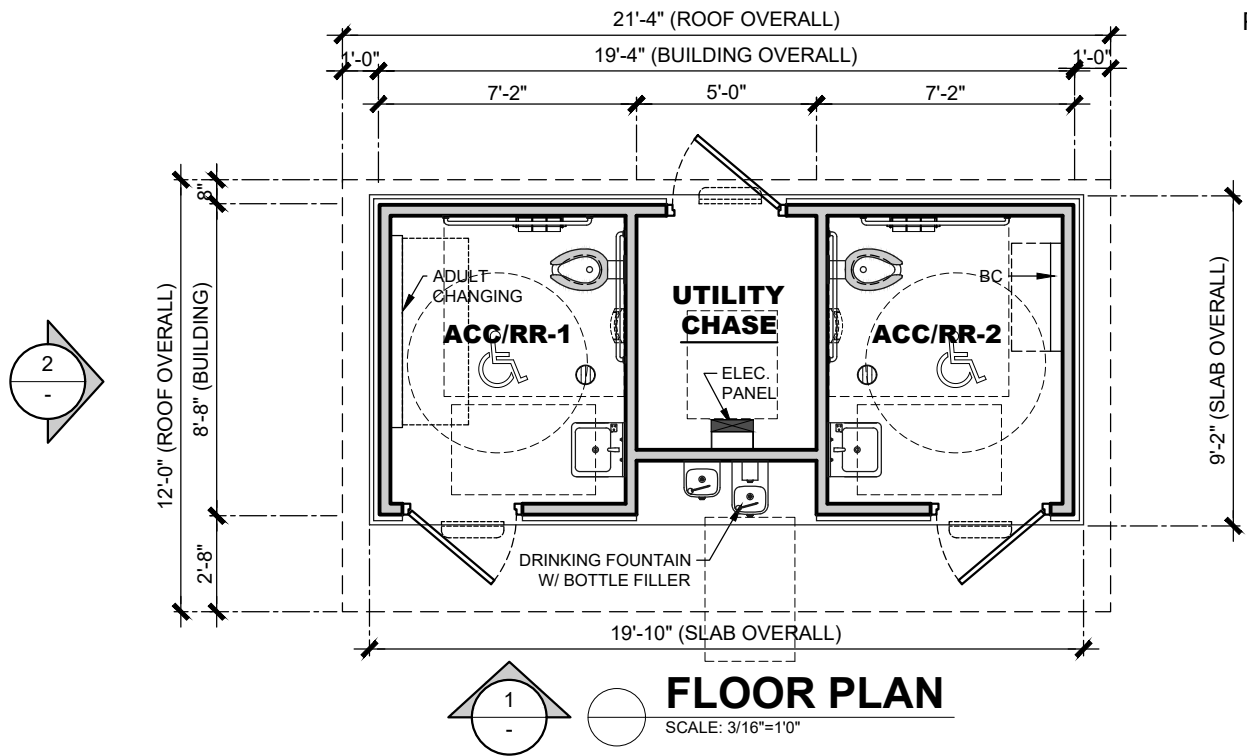 21'-4" (ROOF OVERALL)
F
1'-0"
19'-4" (BUILDING OVERALL)
1'-0"
7'-2"
5'-0"
7'-2"
8"
12'-0" (ROOF OVERALL)
8'-8" (BUILDING)
2'-8"
9'-2" (SLAB OVERALL)
ADULT
CHANGING
BC
UTILITY
CHASE
ACC/RR-1
ACC/RR-2
ELEC.
PANEL
2
-
DRINKING FOUNTAIN
W/ BOTTLE FILLER
19'-10" (SLAB OVERALL)
1
-
FLOOR PLAN
SCALE: 3/16"=1'0"